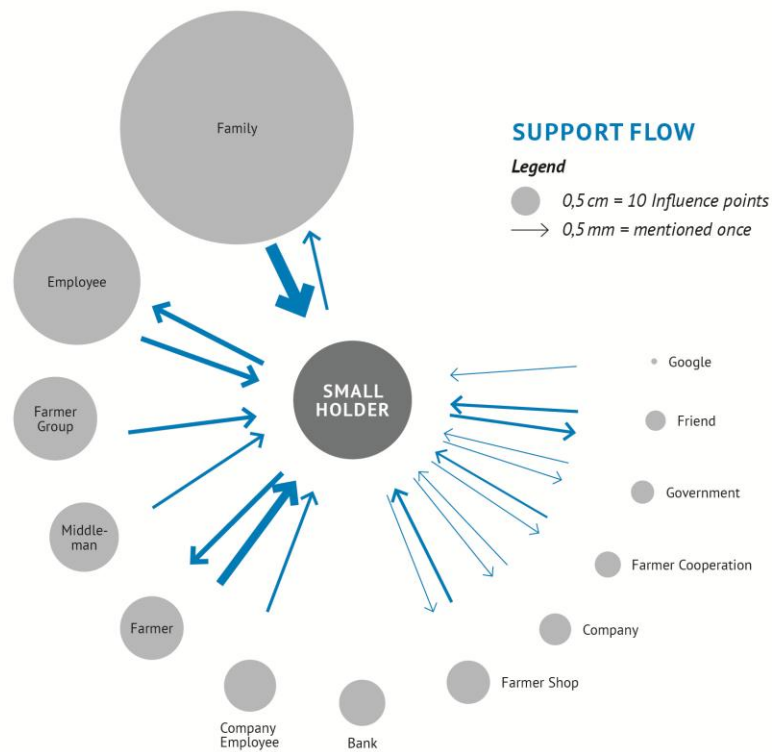 Family
SUPPORT FLOW
Legend
0,5 cm = 10 Influence points
0,5 mm = mentioned once
Employee
SMALL
HOLDER
Google
Farmer
Group
Friend
Government
Middle-
man
Farmer Cooperation
Farmer
Company
Farmer Shop
Company
Employee
Bank